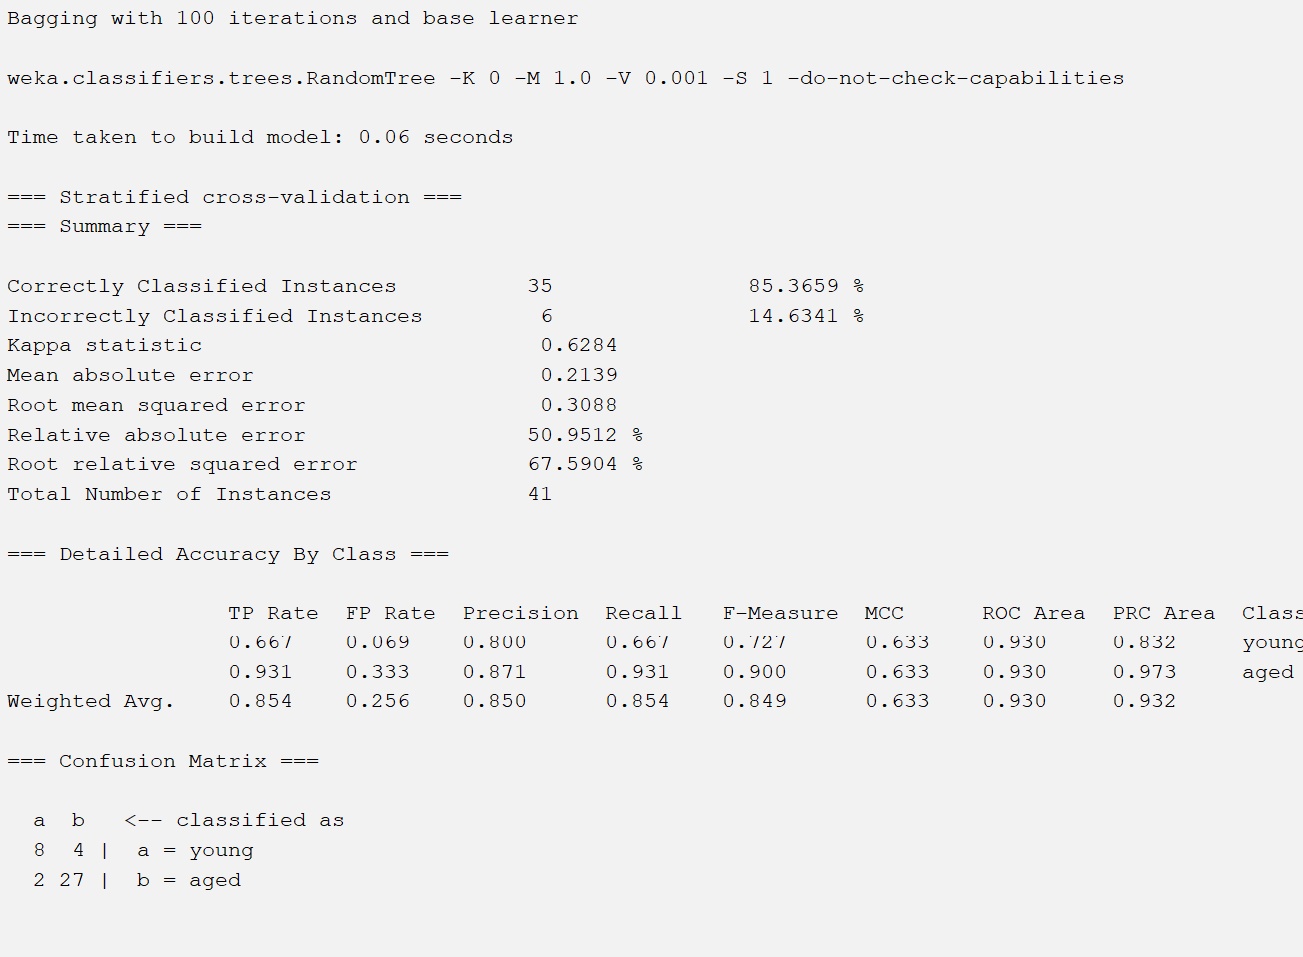 Bagging with 100 iterations and base learner
weka.classifiers.trees.RandomTree -K 0 -M 1.0 -V 0.001 -S 1 -do-not-check-capabilities
Time taken to build model: 0.06 seconds
=== Stratified cross-validation ===
=== Summary ===
Correctly Classified Instances 35 85.3659 %
Incorrectly Classified Instances 6 14.6341 %
Kappa statistic 0.6284
Mean absolute error 0.2139
Root mean squared error 0.3088
Relative absolute error 50.9512 %
Root relative squared error 67.5904 %
Total Number of Instances 41
=== Detailed Accuracy By Class ===
TP Rate FP Rate Precision Recall F-Measure MCC ROC Area PRC Area Class
0.667 0.069 0.800 0.667 0.727 0.633 0.930 0.832 young
0.931 0.333 0.871 0.931 0.900 0.633 0.930 0.973 aged
Weighted Avg. 0.854 0.256 0.850 0.854 0.849 0.633 0.930 0.932
=== Confusion Matrix ===
a b <-- classified as
8 4 | a = young
2 27 | b = aged